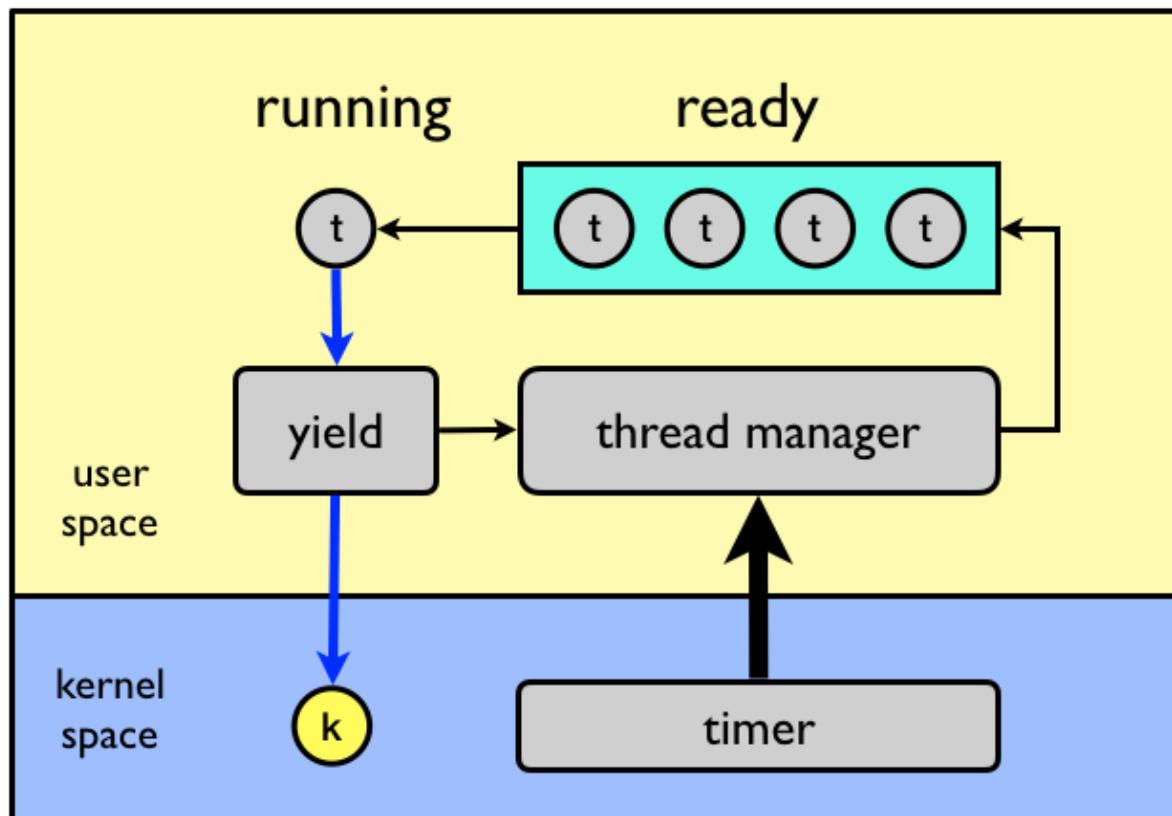 running
ready
t
t
t
t
t
yield
thread manager
user
space
kernel
space
k
timer